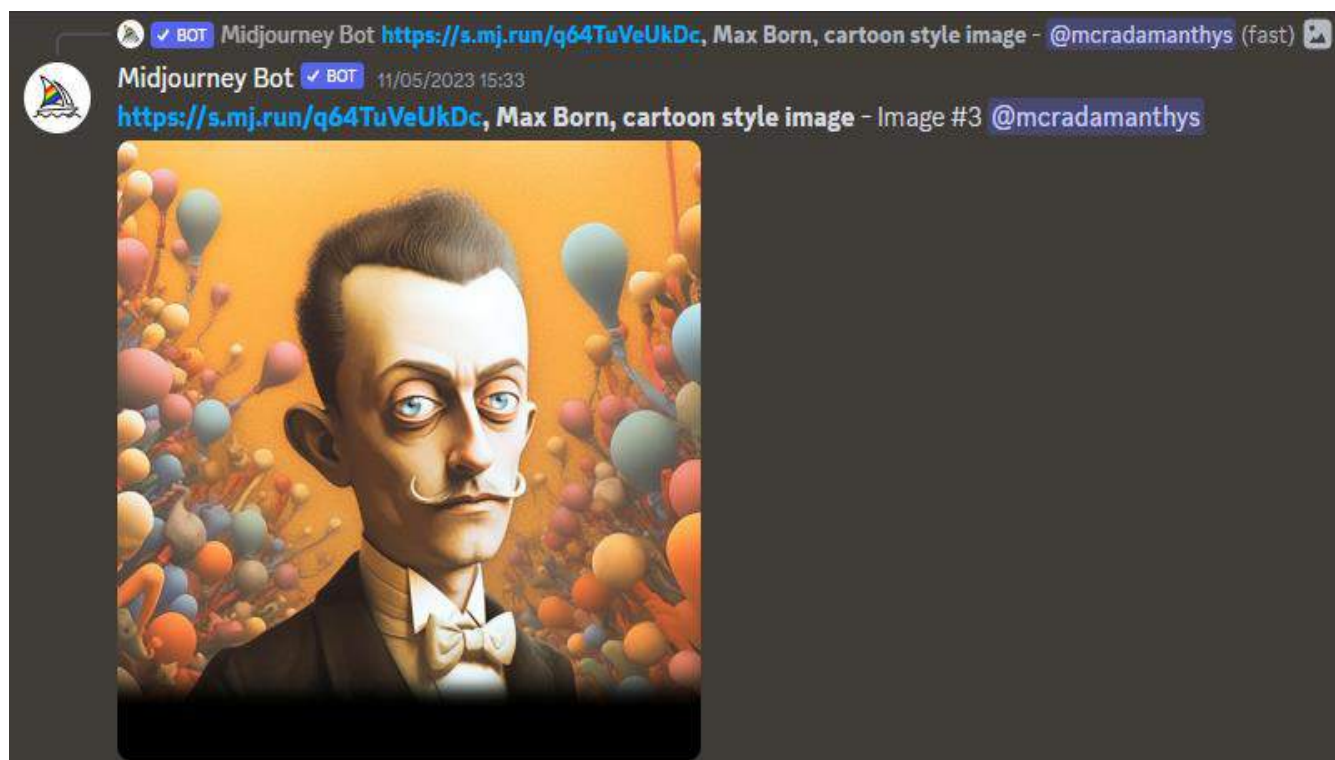 ✓ BOT Midjourney Bot https://s.mj.run/q64TuVeUkDc, Max Born, cartoon style image - @mcradamanthys (fast)
Midjourney Bot ✓ BOT 11/05/2023 15:33
https://s.mj.run/q64TuVeUkDc, Max Born, cartoon style image - Image #3 @mcradamanthys